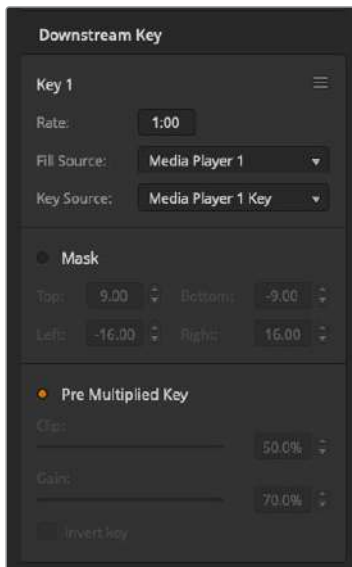 Downstream Key
Key 1
Rate: 1:00
Fill Source: Media Player 1
Key Source: Media Player 1 Key
Mask
Top: 9.00 Bottom: -9.00
Left: -16.00 Right: 16.00
Pre Multiplied Key
Clip:
50.0%
Gain:
70.0%
Invert key